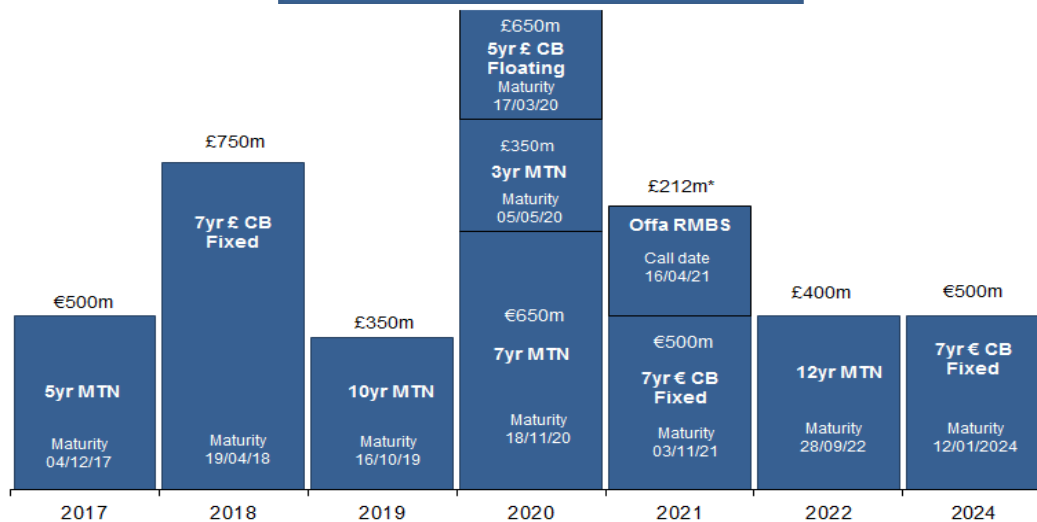 £650m
5yr £ CB
Floating
Maturity
17/03/20
£350m
3yr MTN
Maturity
05/05/20
€650m
7yr MTN
Maturity
18/11/20
£750m
7yr £ CB
Fixed
Maturity
19/04/18
€500m
5yr MTN
Maturity
04/12/17
£350m
10yr MTN
Maturity
16/10/19
£212m*
Offa RMBS
Call date
16/04/21
€500m
7yr € CB
Fixed
Maturity
03/11/21
£400m
12yr MTN
Maturity
28/09/22
€500m
7yr € CB
Fixed
Maturity
12/01/2024
2017
2018
2019
2020
2021
2022
2024